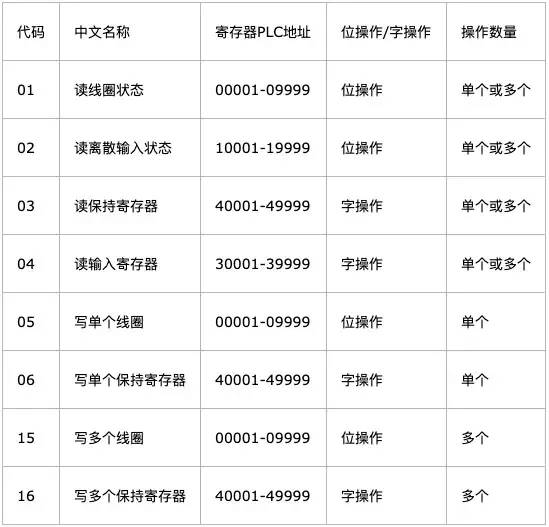 代码 中文名称 寄存器PLC地址 位操作/字操作 操作数量
01 读线圈状态 00001-09999 位操作 单个或多个
02 读离散输入状态 10001-19999 位操作 单个或多个
03 读保持寄存器 40001-49999 字操作 单个或多个
04 读输入寄存器 30001-39999 字操作 单个或多个
05 写单个线圈 00001-09999 位操作 单个
06 写单个保持寄存器 40001-49999 字操作 单个
15 写多个线圈 00001-09999 位操作 多个
16 写多个保持寄存器 40001-49999 字操作 多个